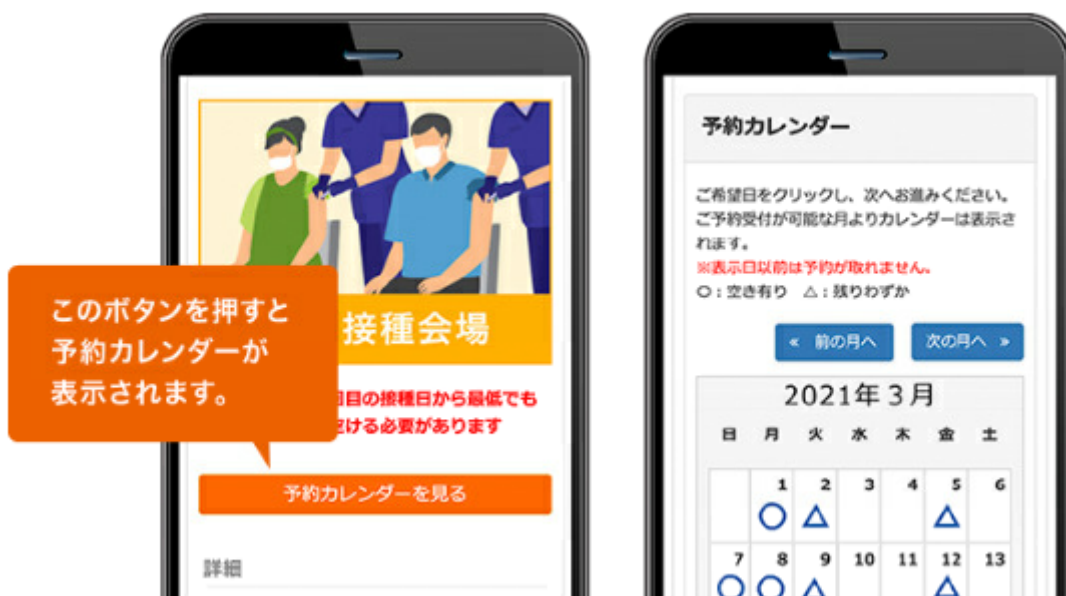 このボタンを押すと
予約カレンダーが
表示されます。
接種会場
回目の接種日から最低でも
空ける必要があります
予約カレンダーを見る
詳細
予約カレンダー
ご希望日をクリックし、次へお進みください。
ご予約受付が可能な月よりカレンダーは表示さ
れます。
※表示日以前は予約が取れません。
○:空き有り △:残りわずか
« 前の月へ 次の月へ »
2021年3月
日 月 火 水 木 金 土
1 2 3 4 5 6
○ △ △
7 8 9 10 11 12 13
○ ○ △ △